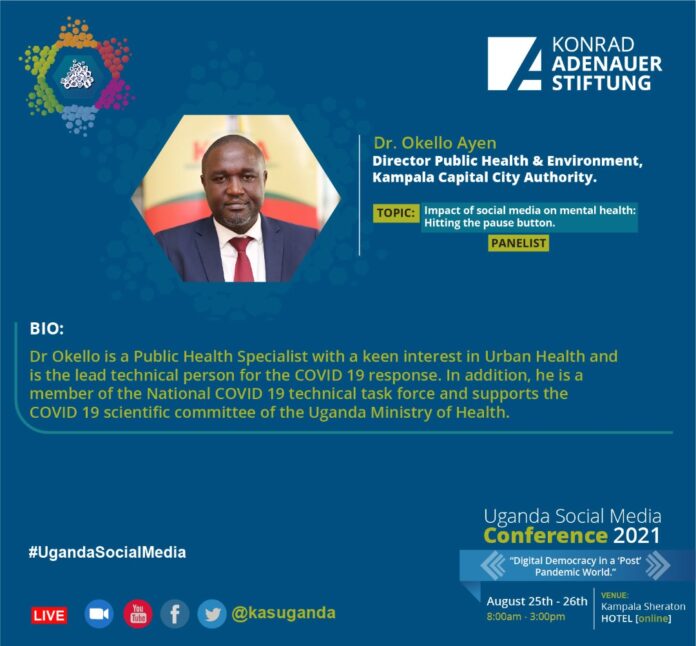 KONRAD
ADENAUER
STIFTUNG
Dr. Okello Ayen
Director Public Health & Environment,
Kampala Capital City Authority.
TOPIC: Impact of social media on mental health:
Hitting the pause button.
PANELIST
BIO:
Dr Okello is a Public Health Specialist with a keen interest in Urban Health and
is the lead technical person for the COVID 19 response. In addition, he is a
member of the National COVID 19 technical task force and supports the
COVID 19 scientific committee of the Uganda Ministry of Health.
Uganda Social Media
Conference 2021
"Digital Democracy in a 'Post'
Pandemic World."
August 25th - 26th
8:00am - 3:00pm
VENUE:
Kampala Sheraton
HOTEL [online]
#UgandaSocialMedia
LIVE
You
Tube
@kasuganda